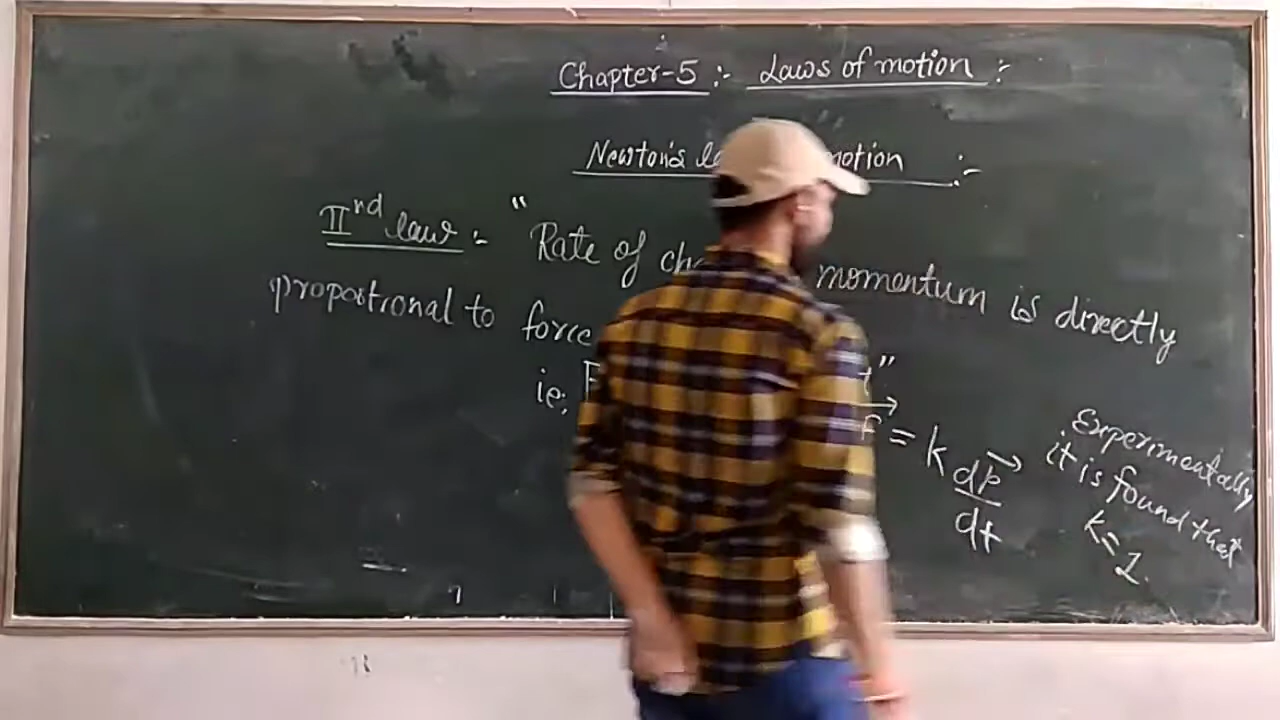 Chapter-5 :- Laws of motion :-
Newton's motion :-
IInd law :- "Rate of momentum is directly
proportional to force
ie, F t"
F = k dp/dt
Experimentally
it is found that
k=1.